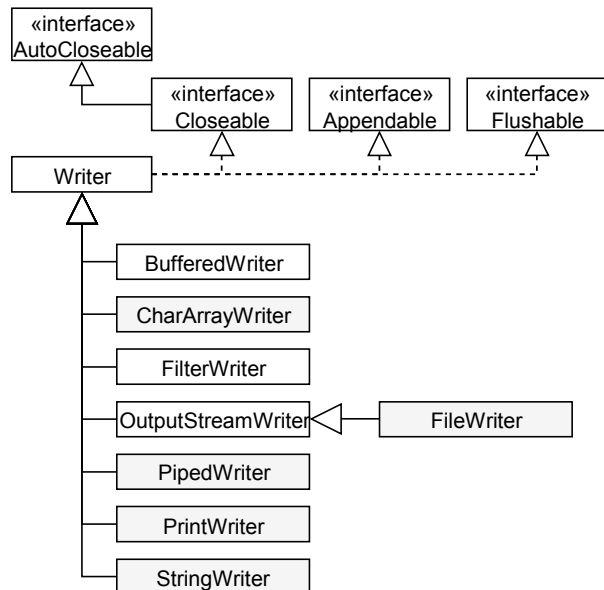 «interface»
AutoCloseable
«interface»
Closeable
«interface»
Appendable
«interface»
Flushable
Writer
BufferedWriter
CharArrayWriter
FilterWriter
OutputStreamWriter
FileWriter
PipedWriter
PrintWriter
StringWriter